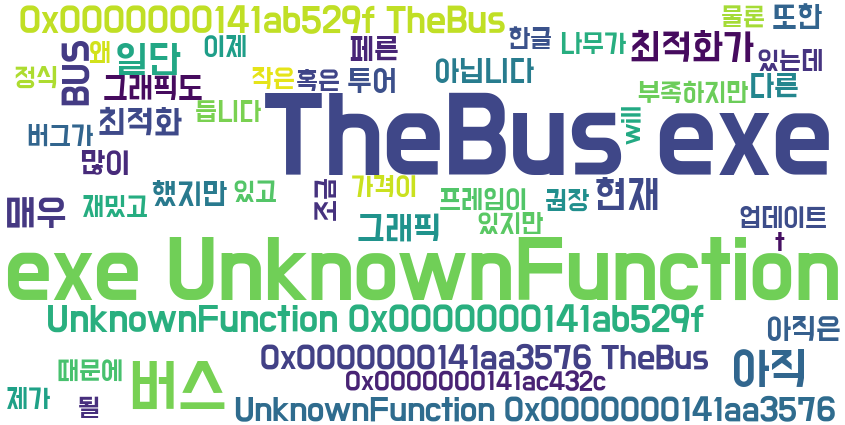 0x0000000141ab529f TheBus
물론
또한
BUS
왜
일단
이제
페른
한글
나무가
최적화가
있는데
정식
그래픽도
작은
혹은
투어
아닙니다
부족하지만
다른
버그가
최적화
듭니다
TheBus exe
will
많이
매우
재밌고
했지만
있고
조금
가격이
그래픽
프레임이
있지만
권장
현재
업데이트
t
exe UnknownFunction
UnknownFunction 0x0000000141ab529f
아직은
때문에
버스
0x0000000141aa3576 TheBus
아직
0x0000000141ac432c
제가
될
UnknownFunction 0x0000000141aa3576